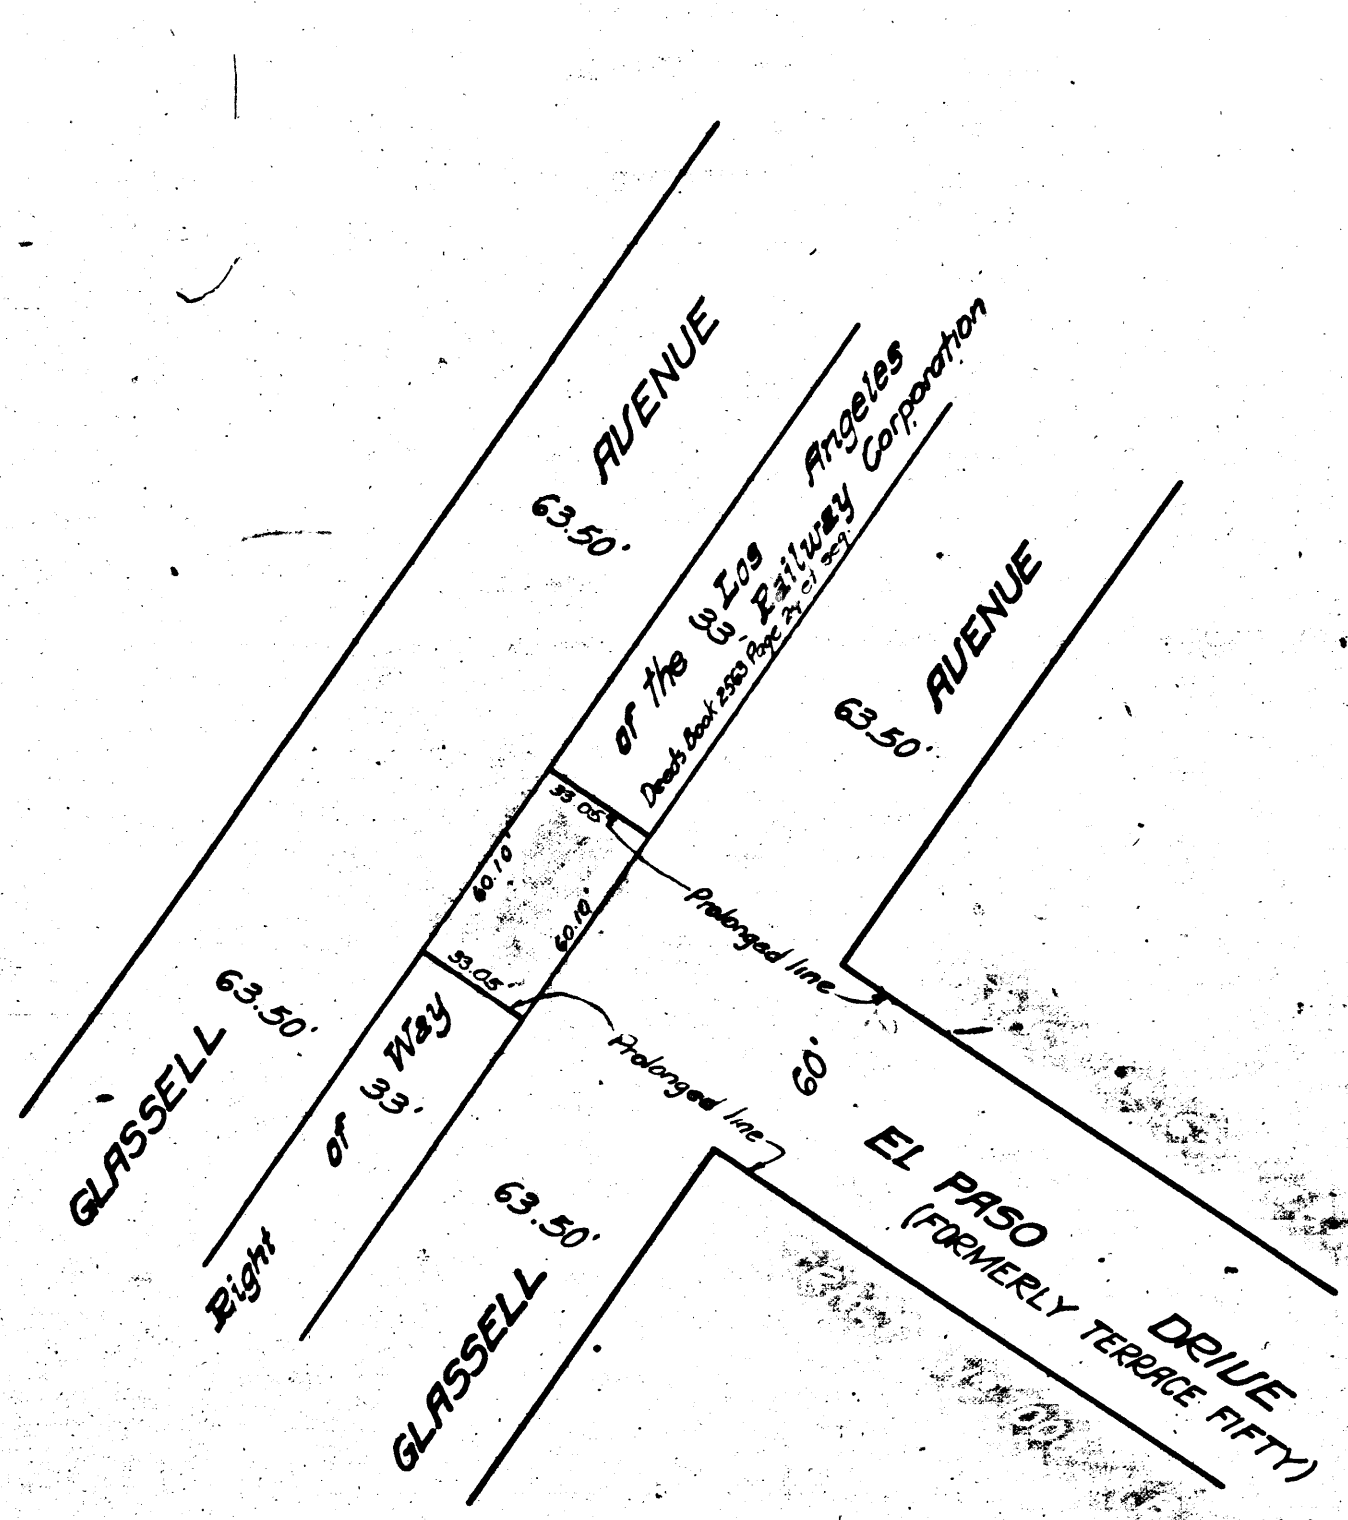 AVENUE
63.50'
Angeles
Corporation
of the Los
33' Railway
Deeds Book 2563 Page 24 et seq.
AVENUE
63.50'
33.05'
60.10'
60.10'
33.05'
Prolonged line
Prolonged line
GLASSELL
63.50'
Right of Way
33'
60'
EL PASO DRIVE
(FORMERLY TERRACE FIFTY)
63.50'
GLASSELL